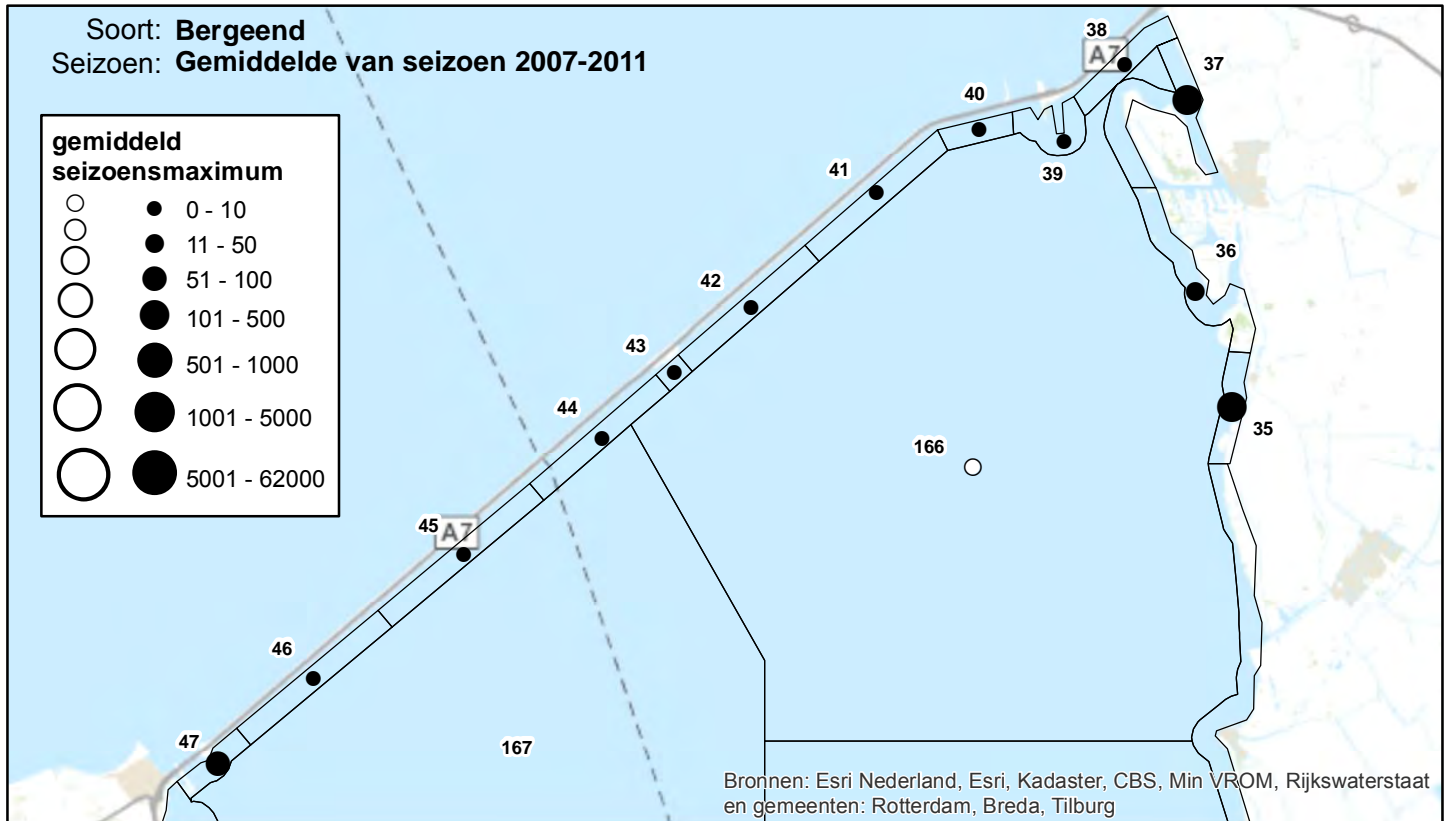 Soort: Bergeend
Seizoen: Gemiddelde van seizoen 2007-2011
gemiddeld
seizoensmaximum
0 - 10
11 - 50
51 - 100
101 - 500
501 - 1000
1001 - 5000
5001 - 62000
38
A7
37
40
39
41
36
42
43
44
35
166
45
A7
46
47
167
Bronnen: Esri Nederland, Esri, Kadaster, CBS, Min VROM, Rijkswaterstaat
en gemeenten: Rotterdam, Breda, Tilburg